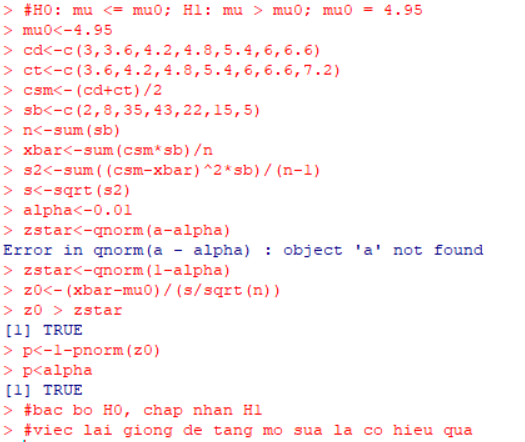 > #H0: mu <= mu0; H1: mu > mu0; mu0 = 4.95
> mu0<-4.95
> cd<-c(3,3.6,4.2,4.8,5.4,6,6.6)
> ct<-c(3.6,4.2,4.8,5.4,6,6.6,7.2)
> csm<-(cd+ct)/2
> sb<-c(2,8,35,43,22,15,5)
> n<-sum(sb)
> xbar<-sum(csm*sb)/n
> s2<-sum((csm-xbar)^2*sb)/(n-1)
> s<-sqrt(s2)
> alpha<-0.01
> zstar<-qnorm(a-alpha)
Error in qnorm(a - alpha) : object 'a' not found
> zstar<-qnorm(1-alpha)
> z0<-(xbar-mu0)/(s/sqrt(n))
> z0 > zstar
[1] TRUE
> p<-1-pnorm(z0)
> p<alpha
[1] TRUE
> #bac bo H0, chap nhan H1
> #viec lai giong de tang mo sua la co hieu qua